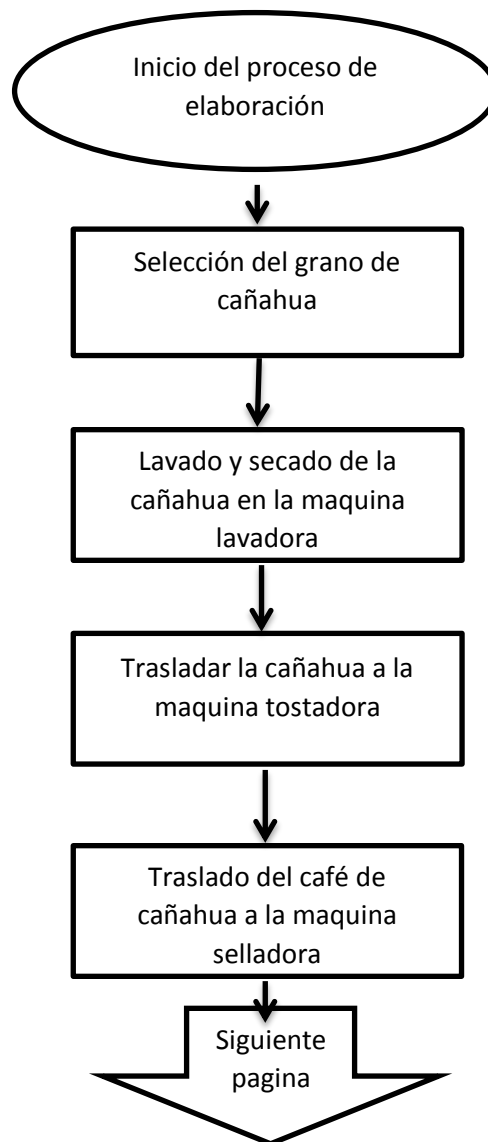 Inicio del proceso de
elaboración
Selección del grano de
cañahua
Lavado y secado de la
cañahua en la maquina
lavadora
Trasladar la cañahua a la
maquina tostadora
Traslado del café de
cañahua a la maquina
selladora
Siguiente
pagina